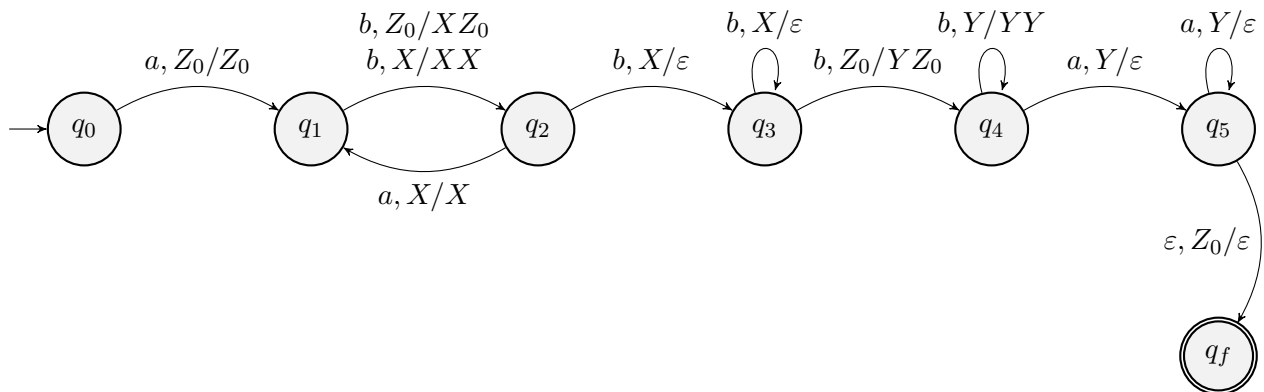 b, Z₀/XZ₀
b, X/XX
a, Z₀/Z₀
b, X/ε
b, X/ε
b, Z₀/YZ₀
b, Y/YY
a, Y/ε
a, Y/ε
q₀
q₁
q₂
q₃
q₄
q₅
a, X/X
ε, Z₀/ε
q_f